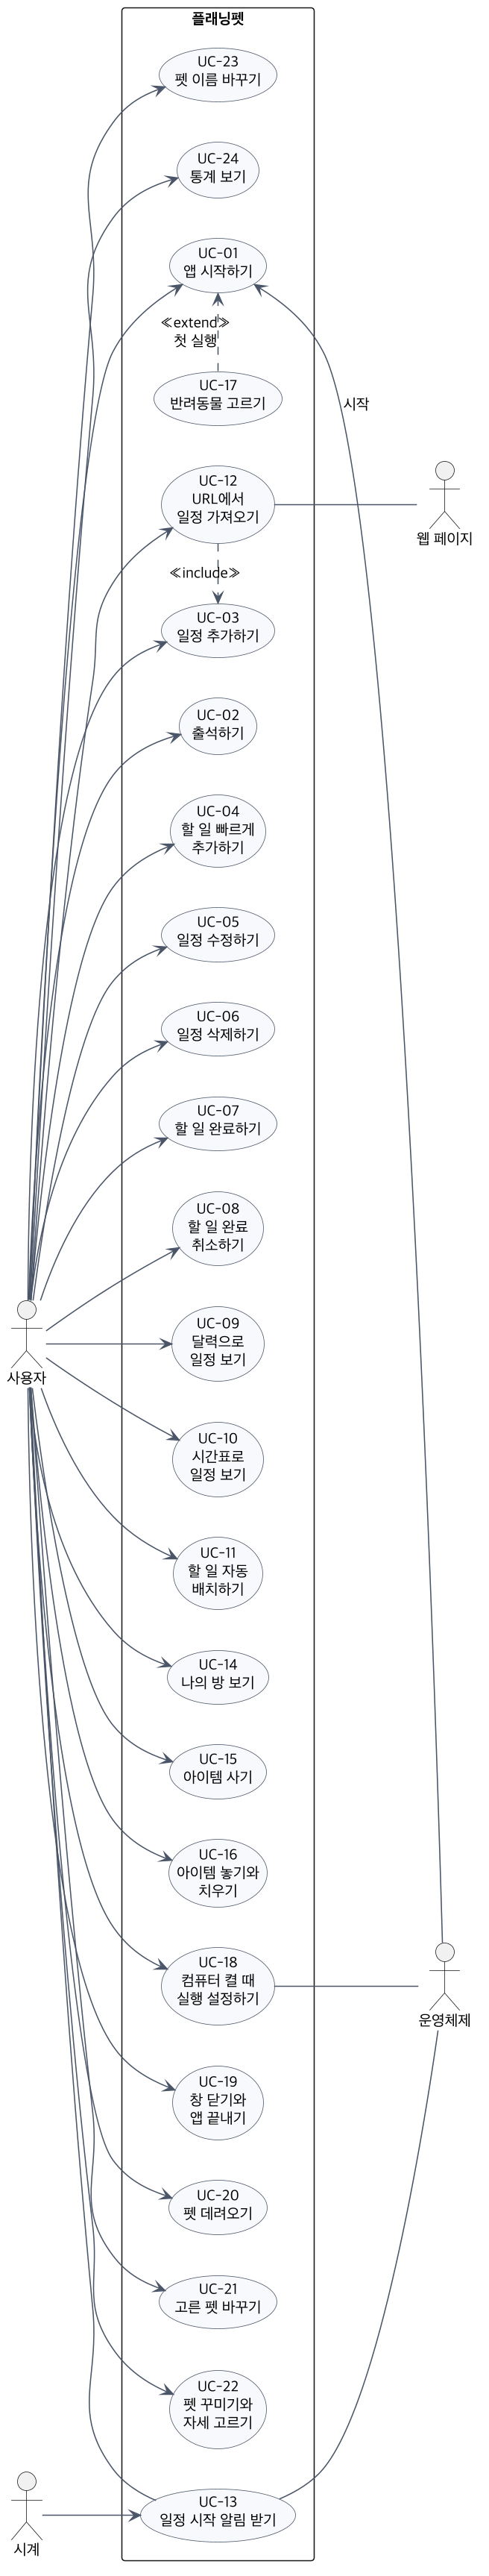 플래닝펫
UC-23
펫 이름 바꾸기
UC-24
통계 보기
UC-01
앱 시작하기
≪extend≫
첫 실행
시작
UC-17
반려동물 고르기
UC-12
URL에서
일정 가져오기
웹 페이지
≪include≫
UC-03
일정 추가하기
UC-02
출석하기
UC-04
할 일 빠르게
추가하기
UC-05
일정 수정하기
UC-06
일정 삭제하기
UC-07
할 일 완료하기
UC-08
할 일 완료
취소하기
UC-09
달력으로
일정 보기
사용자
UC-10
시간표로
일정 보기
UC-11
할 일 자동
배치하기
UC-14
나의 방 보기
UC-15
아이템 사기
UC-16
아이템 놓기와
치우기
UC-18
컴퓨터 켤 때
실행 설정하기
운영체제
UC-19
창 닫기와
앱 끝내기
UC-20
펫 데려오기
UC-21
고른 펫 바꾸기
UC-22
펫 꾸미기와
자세 고르기
UC-13
일정 시작 알림 받기
시계